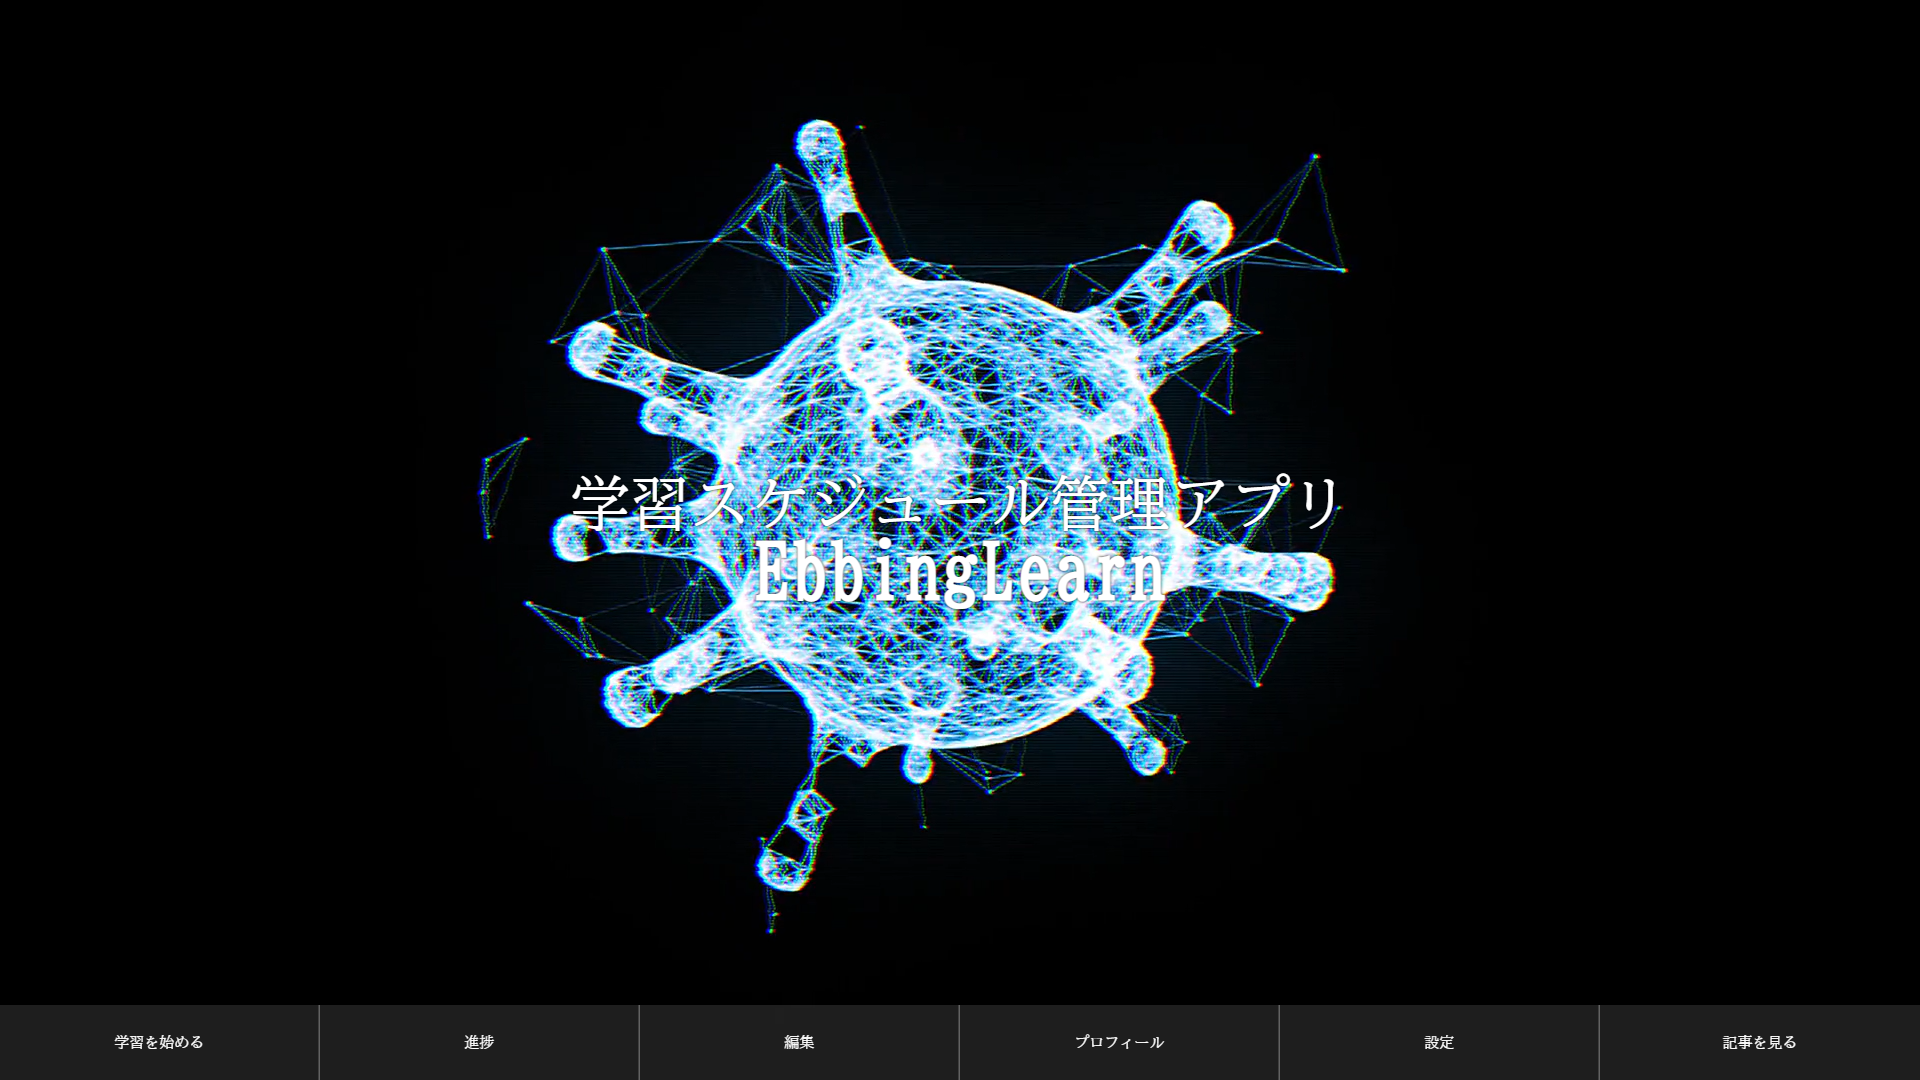 学習スケジュール管理アプリ
EbbingLearn
学習を始める
進捗
編集
プロフィール
設定
記事を見る